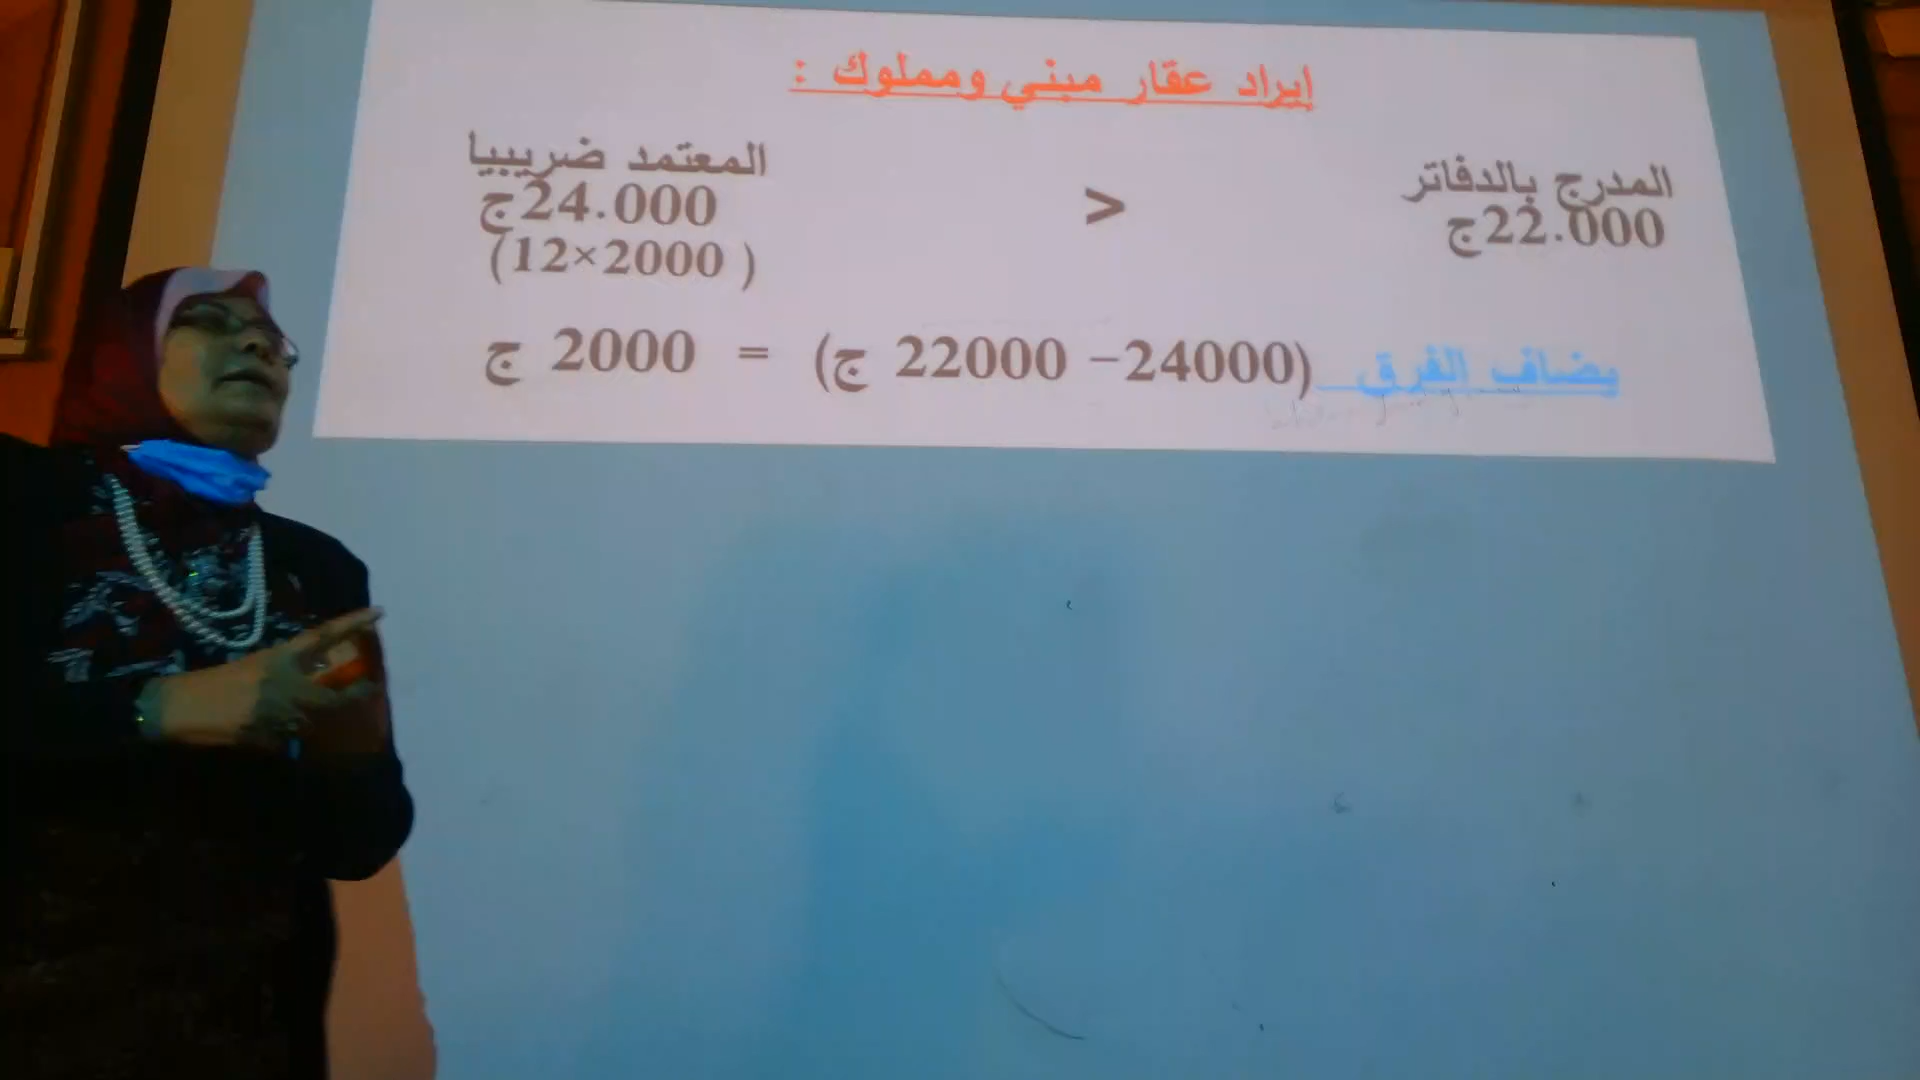 إيراد عقار مبني ومملوك :
المدرج بالدفاتر < المعتمد ضريبيا
22.000ج 24.000ج
(12×2000 )
يضاف الفرق (24000– 22000 ج) = 2000 ج